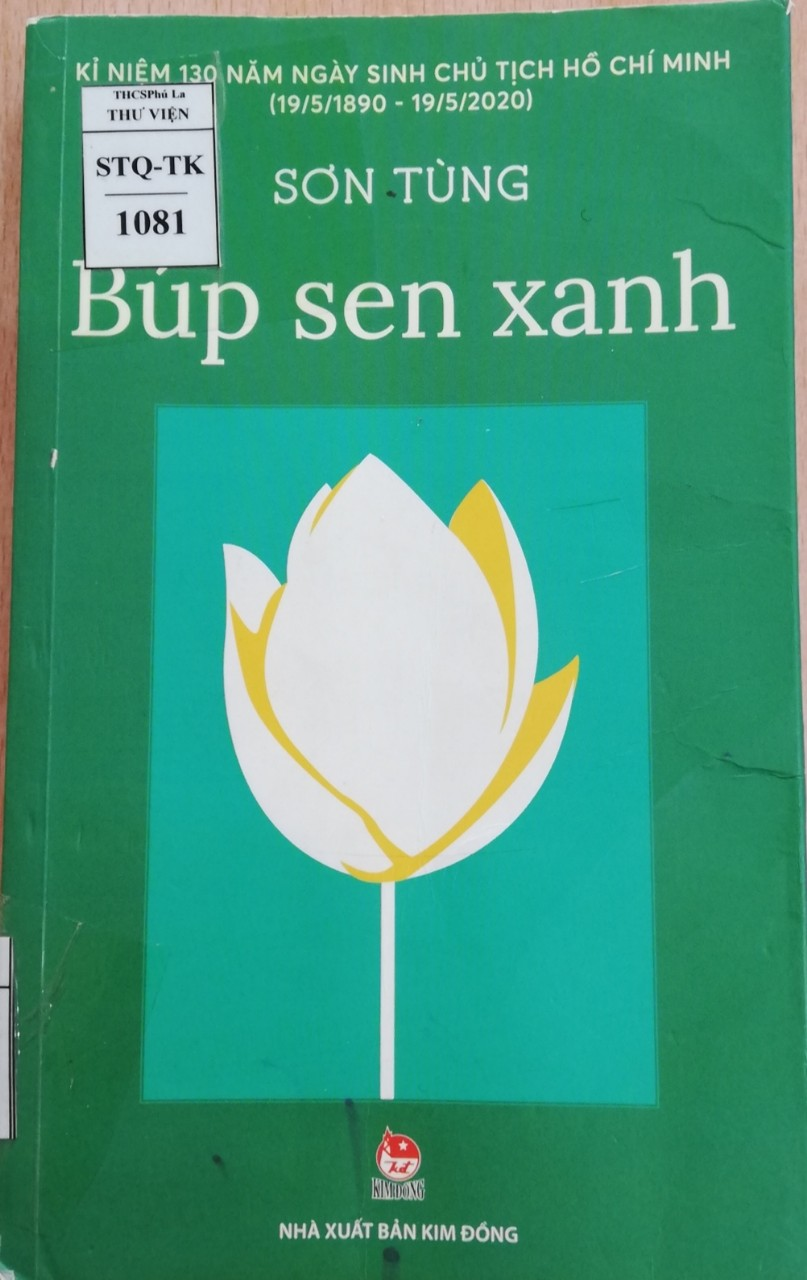 KỈ NIỆM 130 NĂM NGÀY SINH CHỦ TỊCH HỒ CHÍ MINH
(19/5/1890 - 19/5/2020)
THCSPhú La
THƯ VIỆN
STQ-TK
1081
SƠN TÙNG
Búp sen xanh
KIM ĐỒNG
NHÀ XUẤT BẢN KIM ĐỒNG